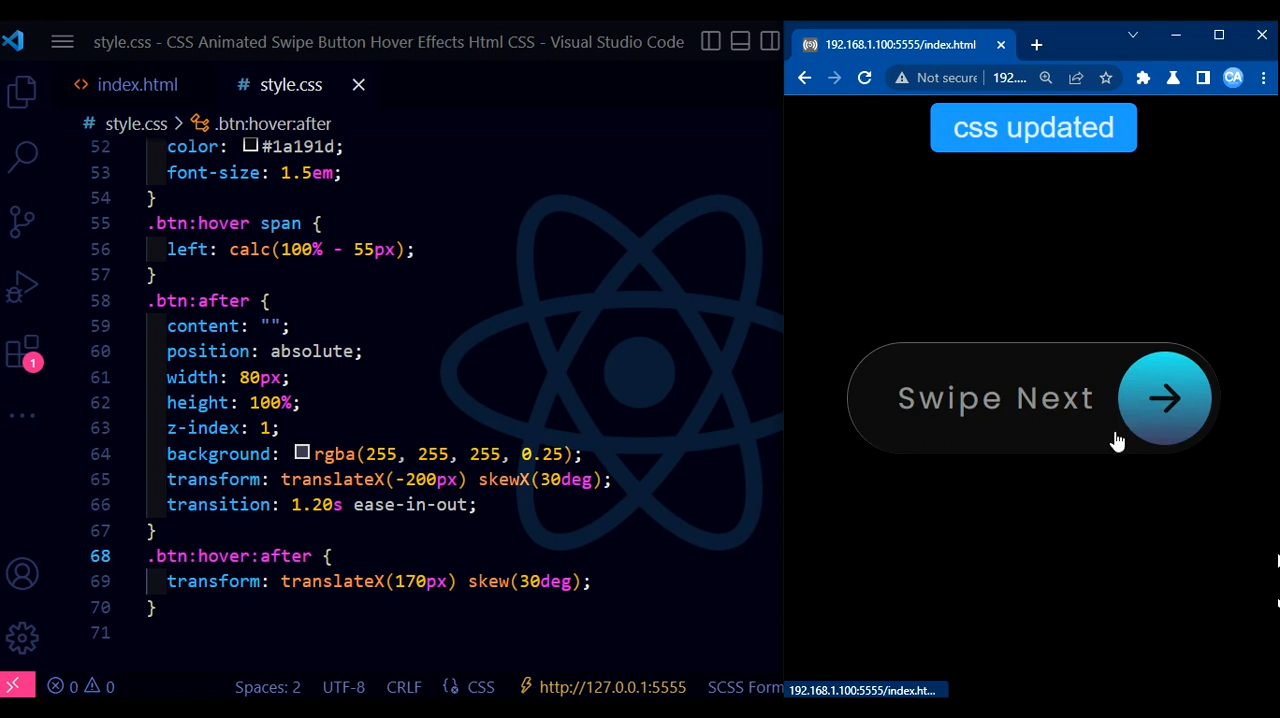 style.css - CSS Animated Swipe Button Hover Effects Html CSS - Visual Studio Code
index.html
style.css
style.css > .btn:hover:after
52 color: #1a191d;
53 font-size: 1.5em;
54 }
55 .btn:hover span {
56 left: calc(100% - 55px);
57 }
58 .btn:after {
59 content: "";
60 position: absolute;
61 width: 80px;
62 height: 100%;
63 z-index: 1;
64 background: rgba(255, 255, 255, 0.25);
65 transform: translateX(-200px) skewX(30deg);
66 transition: 1.20s ease-in-out;
67 }
68 .btn:hover:after {
69 transform: translateX(170px) skew(30deg);
70 }
71
1
0 0 Spaces: 2 UTF-8 CRLF CSS http://127.0.0.1:5555 SCSS Form
192.168.1.100:5555/index.html
Not secure 192.... CA
css updated
Swipe Next
192.168.1.100:5555/index.ht...